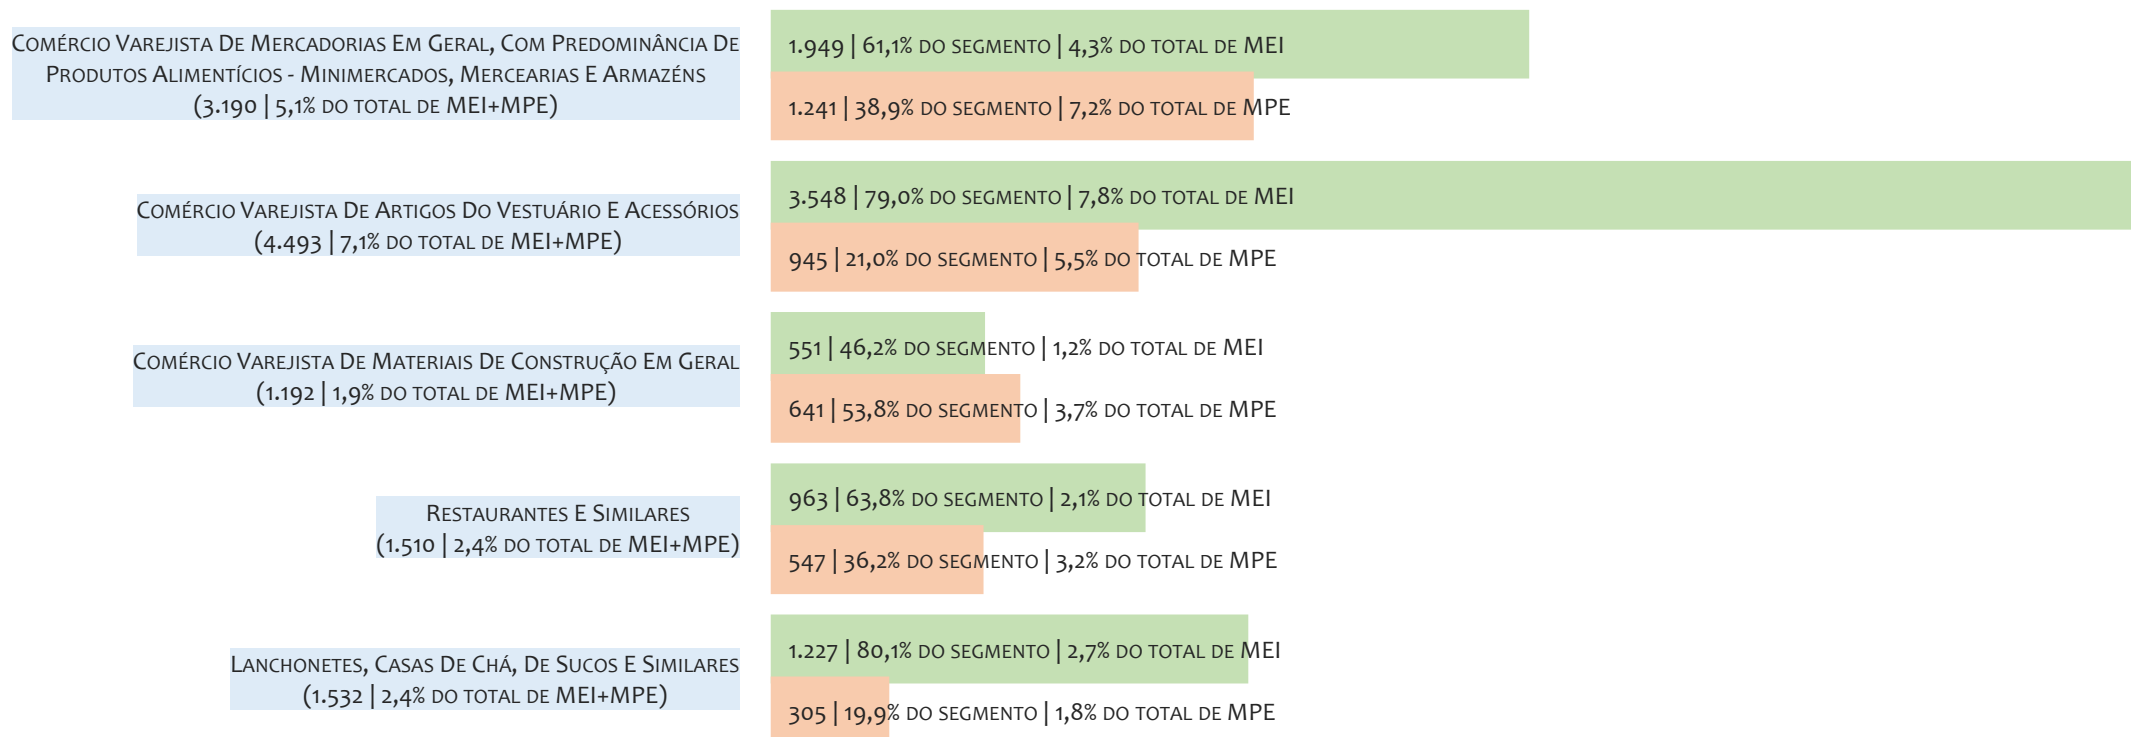 Comércio Varejista De Mercadorias Em Geral, Com Predominância De
Produtos Alimentícios - Minimercados, Mercearias E Armazéns
(3.190 | 5,1% do total de MEI+MPE)
1.949 | 61,1% do segmento | 4,3% do total de MEI
1.241 | 38,9% do segmento | 7,2% do total de MPE
Comércio Varejista De Artigos Do Vestuário E Acessórios
(4.493 | 7,1% do total de MEI+MPE)
3.548 | 79,0% do segmento | 7,8% do total de MEI
945 | 21,0% do segmento | 5,5% do total de MPE
Comércio Varejista De Materiais De Construção Em Geral
(1.192 | 1,9% do total de MEI+MPE)
551 | 46,2% do segmento | 1,2% do total de MEI
641 | 53,8% do segmento | 3,7% do total de MPE
Restaurantes E Similares
(1.510 | 2,4% do total de MEI+MPE)
963 | 63,8% do segmento | 2,1% do total de MEI
547 | 36,2% do segmento | 3,2% do total de MPE
Lanchonetes, Casas De Chá, De Sucos E Similares
(1.532 | 2,4% do total de MEI+MPE)
1.227 | 80,1% do segmento | 2,7% do total de MEI
305 | 19,9% do segmento | 1,8% do total de MPE